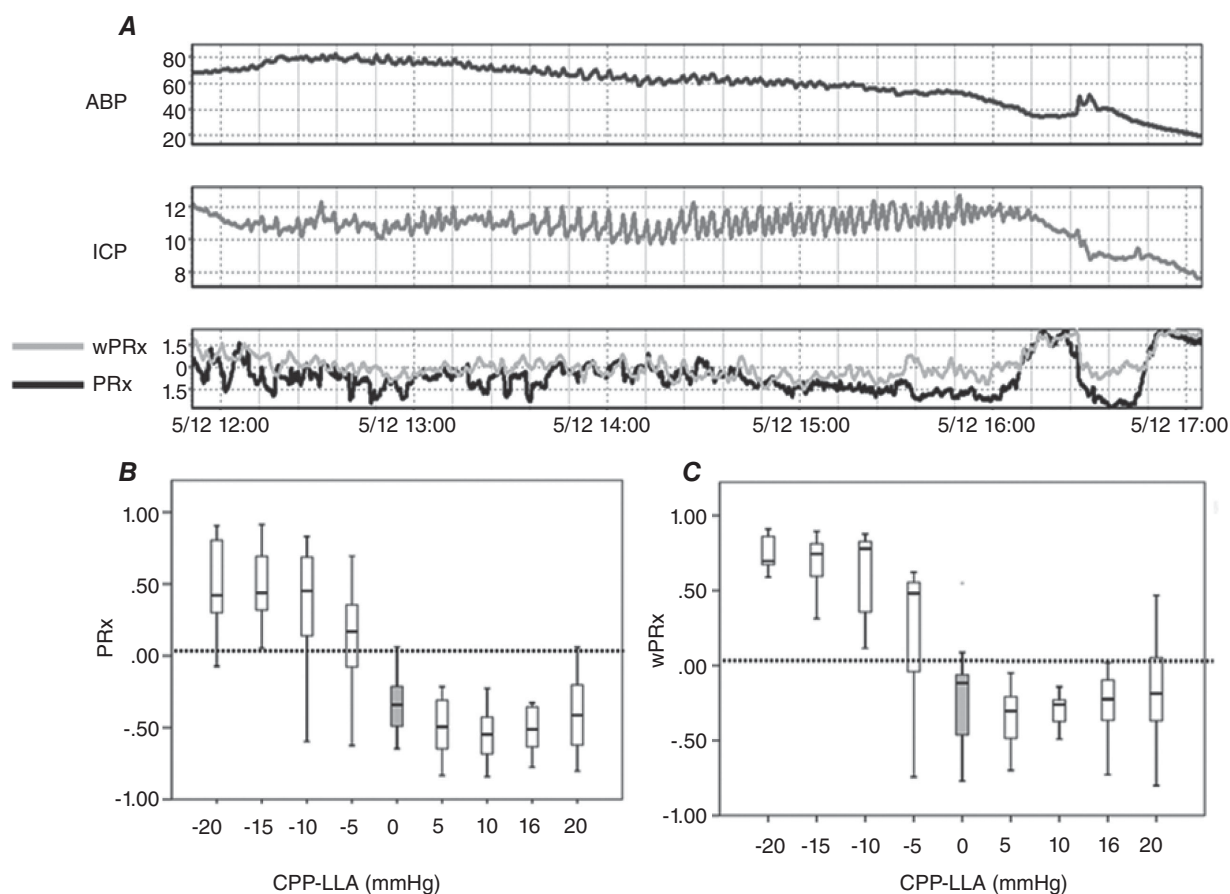 A
80
60
40
20
ABP
12
10
8
ICP
wPRx
PRx
1.5
0
1.5
5/12 12:00 5/12 13:00 5/12 14:00 5/12 15:00 5/12 16:00 5/12 17:00
B
1.00
.50
.00
-0.50
-1.00
PRx
-20 -15 -10 -5 0 5 10 16 20
CPP-LLA (mmHg)
C
1.00
.50
.00
-.50
-1.00
wPRx
-20 -15 -10 -5 0 5 10 16 20
CPP-LLA (mmHg)